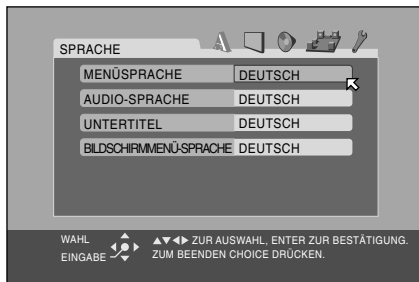 SPRACHE
MENÜSPRACHE DEUTSCH
AUDIO-SPRACHE DEUTSCH
UNTERTITEL DEUTSCH
BILDSCHIRMMENÜ-SPRACHE DEUTSCH
WAHL
EINGABE
▲▼◀▶ ZUR AUSWAHL, ENTER ZUR BESTÄTIGUNG.
ZUM BEENDEN CHOICE DRÜCKEN.